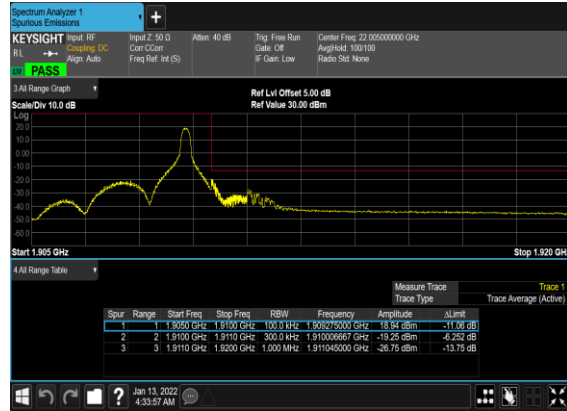 Spectrum Analyzer 1
Spurious Emissions
KEYSIGHT Input: RF Input Z: 50 Ω Atten: 40 dB Trig: Free Run Center Freq: 22.005000000 GHz
RL Coupling: DC Corr CCorr Gate: Off Avg|Hold: 100/100
Align: Auto Freq Ref: Int (S) IF Gain: Low Radio Std: None
PASS
3 All Range Graph
Ref Lvl Offset 5.00 dB
Scale/Div 10.0 dB Ref Value 30.00 dBm
Log
20.0
10.0
0.00
-10.0
-20.0
-30.0
-40.0
-50.0
-60.0
Start 1.905 GHz Stop 1.920 GH
4 All Range Table
Measure Trace Trace 1
Trace Type Trace Average (Active)
Spur Range Start Freq Stop Freq RBW Frequency Amplitude ΔLimit
1 1 1.9050 GHz 1.9100 GHz 100.0 kHz 1.909275000 GHz 18.94 dBm -11.06 dB
2 2 1.9100 GHz 1.9110 GHz 300.0 kHz 1.910006667 GHz -19.25 dBm -6.252 dB
3 3 1.9110 GHz 1.9200 GHz 1.000 MHz 1.911045000 GHz -26.75 dBm -13.75 dB
? Jan 13, 2022
4:33:57 AM